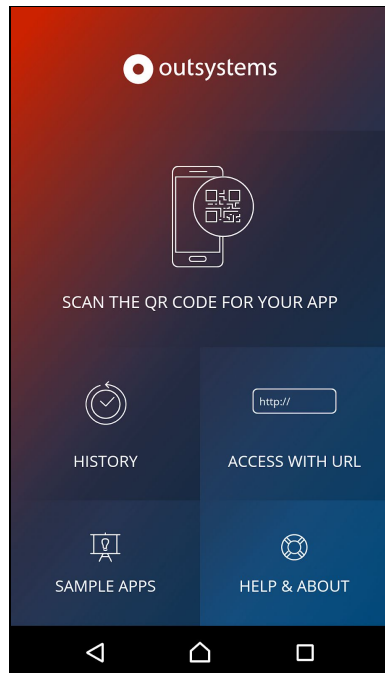 outsystems
SCAN THE QR CODE FOR YOUR APP
http://
HISTORY
ACCESS WITH URL
SAMPLE APPS
HELP & ABOUT